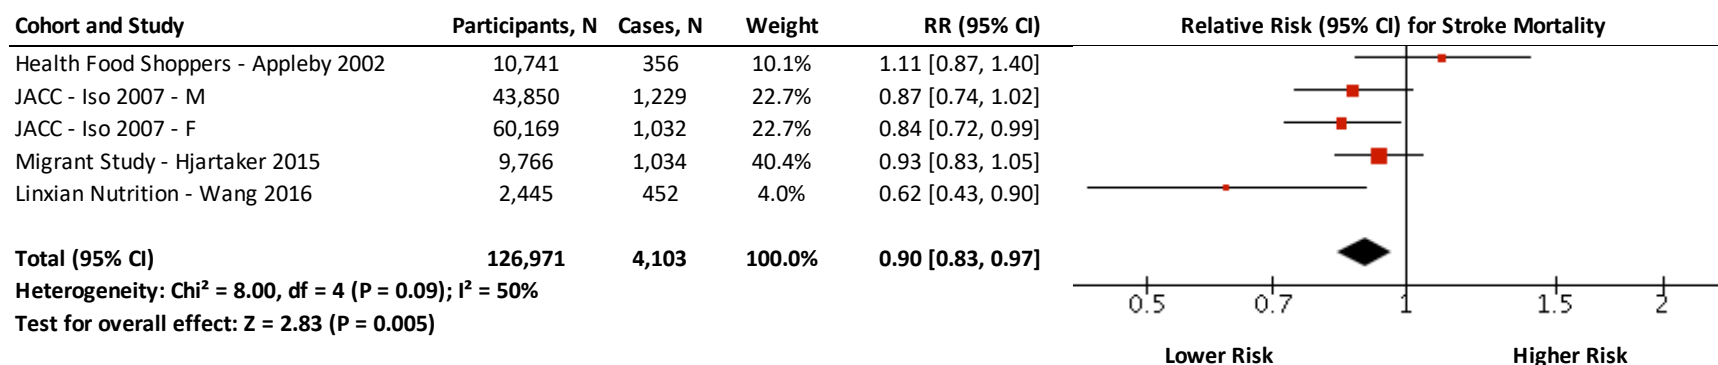 Cohort and Study Participants, N Cases, N Weight RR (95% CI) Relative Risk (95% CI) for Stroke Mortality
Health Food Shoppers - Appleby 2002 10,741 356 10.1% 1.11 [0.87, 1.40]
JACC - Iso 2007 - M 43,850 1,229 22.7% 0.87 [0.74, 1.02]
JACC - Iso 2007 - F 60,169 1,032 22.7% 0.84 [0.72, 0.99]
Migrant Study - Hjartaker 2015 9,766 1,034 40.4% 0.93 [0.83, 1.05]
Linxian Nutrition - Wang 2016 2,445 452 4.0% 0.62 [0.43, 0.90]
Total (95% CI) 126,971 4,103 100.0% 0.90 [0.83, 0.97]
Heterogeneity: Chi² = 8.00, df = 4 (P = 0.09); I² = 50%
Test for overall effect: Z = 2.83 (P = 0.005)
0.5 0.7 1 1.5 2
Lower Risk Higher Risk